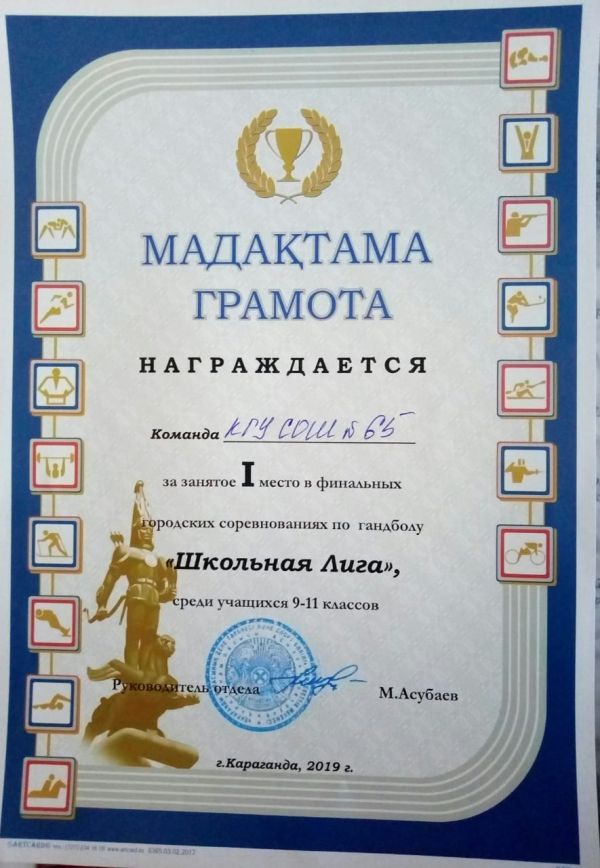 МАДАҚТАМА
ГРАМОТА
НАГРАЖДАЕТСЯ
Команда КГУ СОШ № 65
за занятое I место в финальных
городских соревнованиях по гандболу
«Школьная Лига»,
среди учащихся 9-11 классов
Руководитель отдела М.Асубаев
г.Караганда, 2019 г.